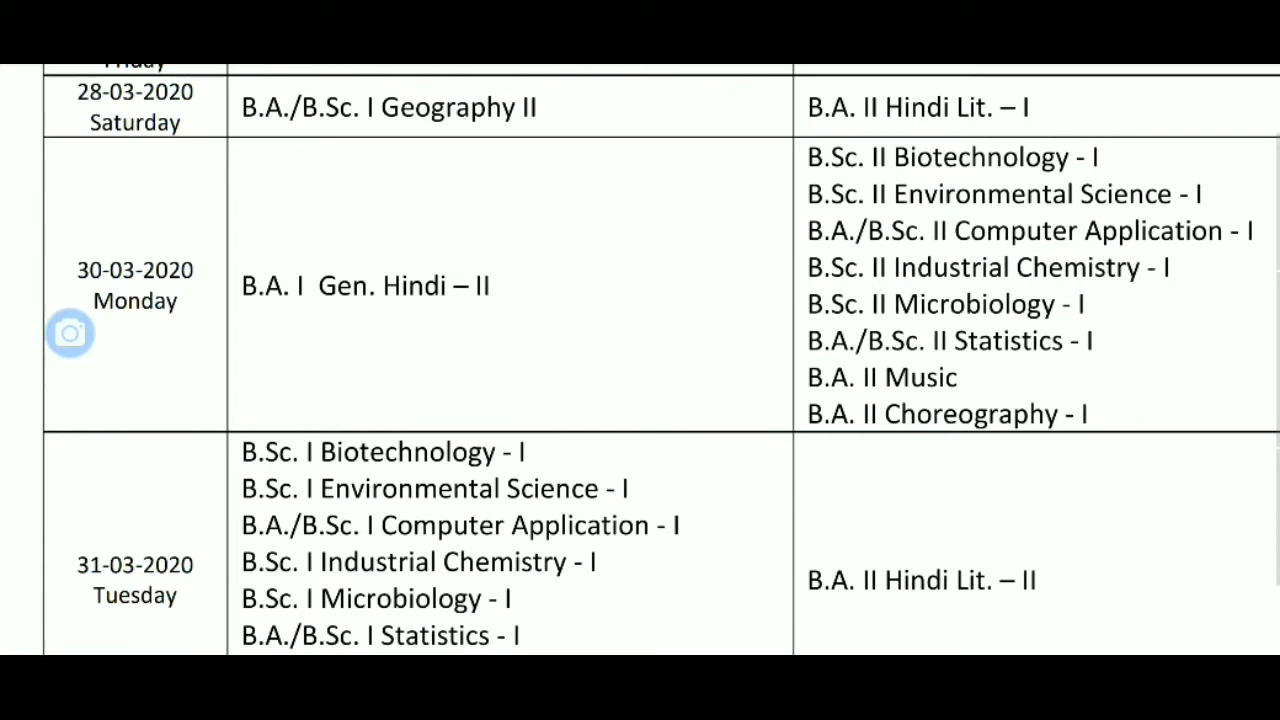 Friday
28-03-2020
Saturday
B.A./B.Sc. I Geography II
B.A. II Hindi Lit. – I
30-03-2020
Monday
B.A. I  Gen. Hindi – II
B.Sc. II Biotechnology - I
B.Sc. II Environmental Science - I
B.A./B.Sc. II Computer Application - I
B.Sc. II Industrial Chemistry - I
B.Sc. II Microbiology - I
B.A./B.Sc. II Statistics - I
B.A. II Music
B.A. II Choreography - I
31-03-2020
Tuesday
B.Sc. I Biotechnology - I
B.Sc. I Environmental Science - I
B.A./B.Sc. I Computer Application - I
B.Sc. I Industrial Chemistry - I
B.Sc. I Microbiology - I
B.A./B.Sc. I Statistics - I
B.A. II Hindi Lit. – II